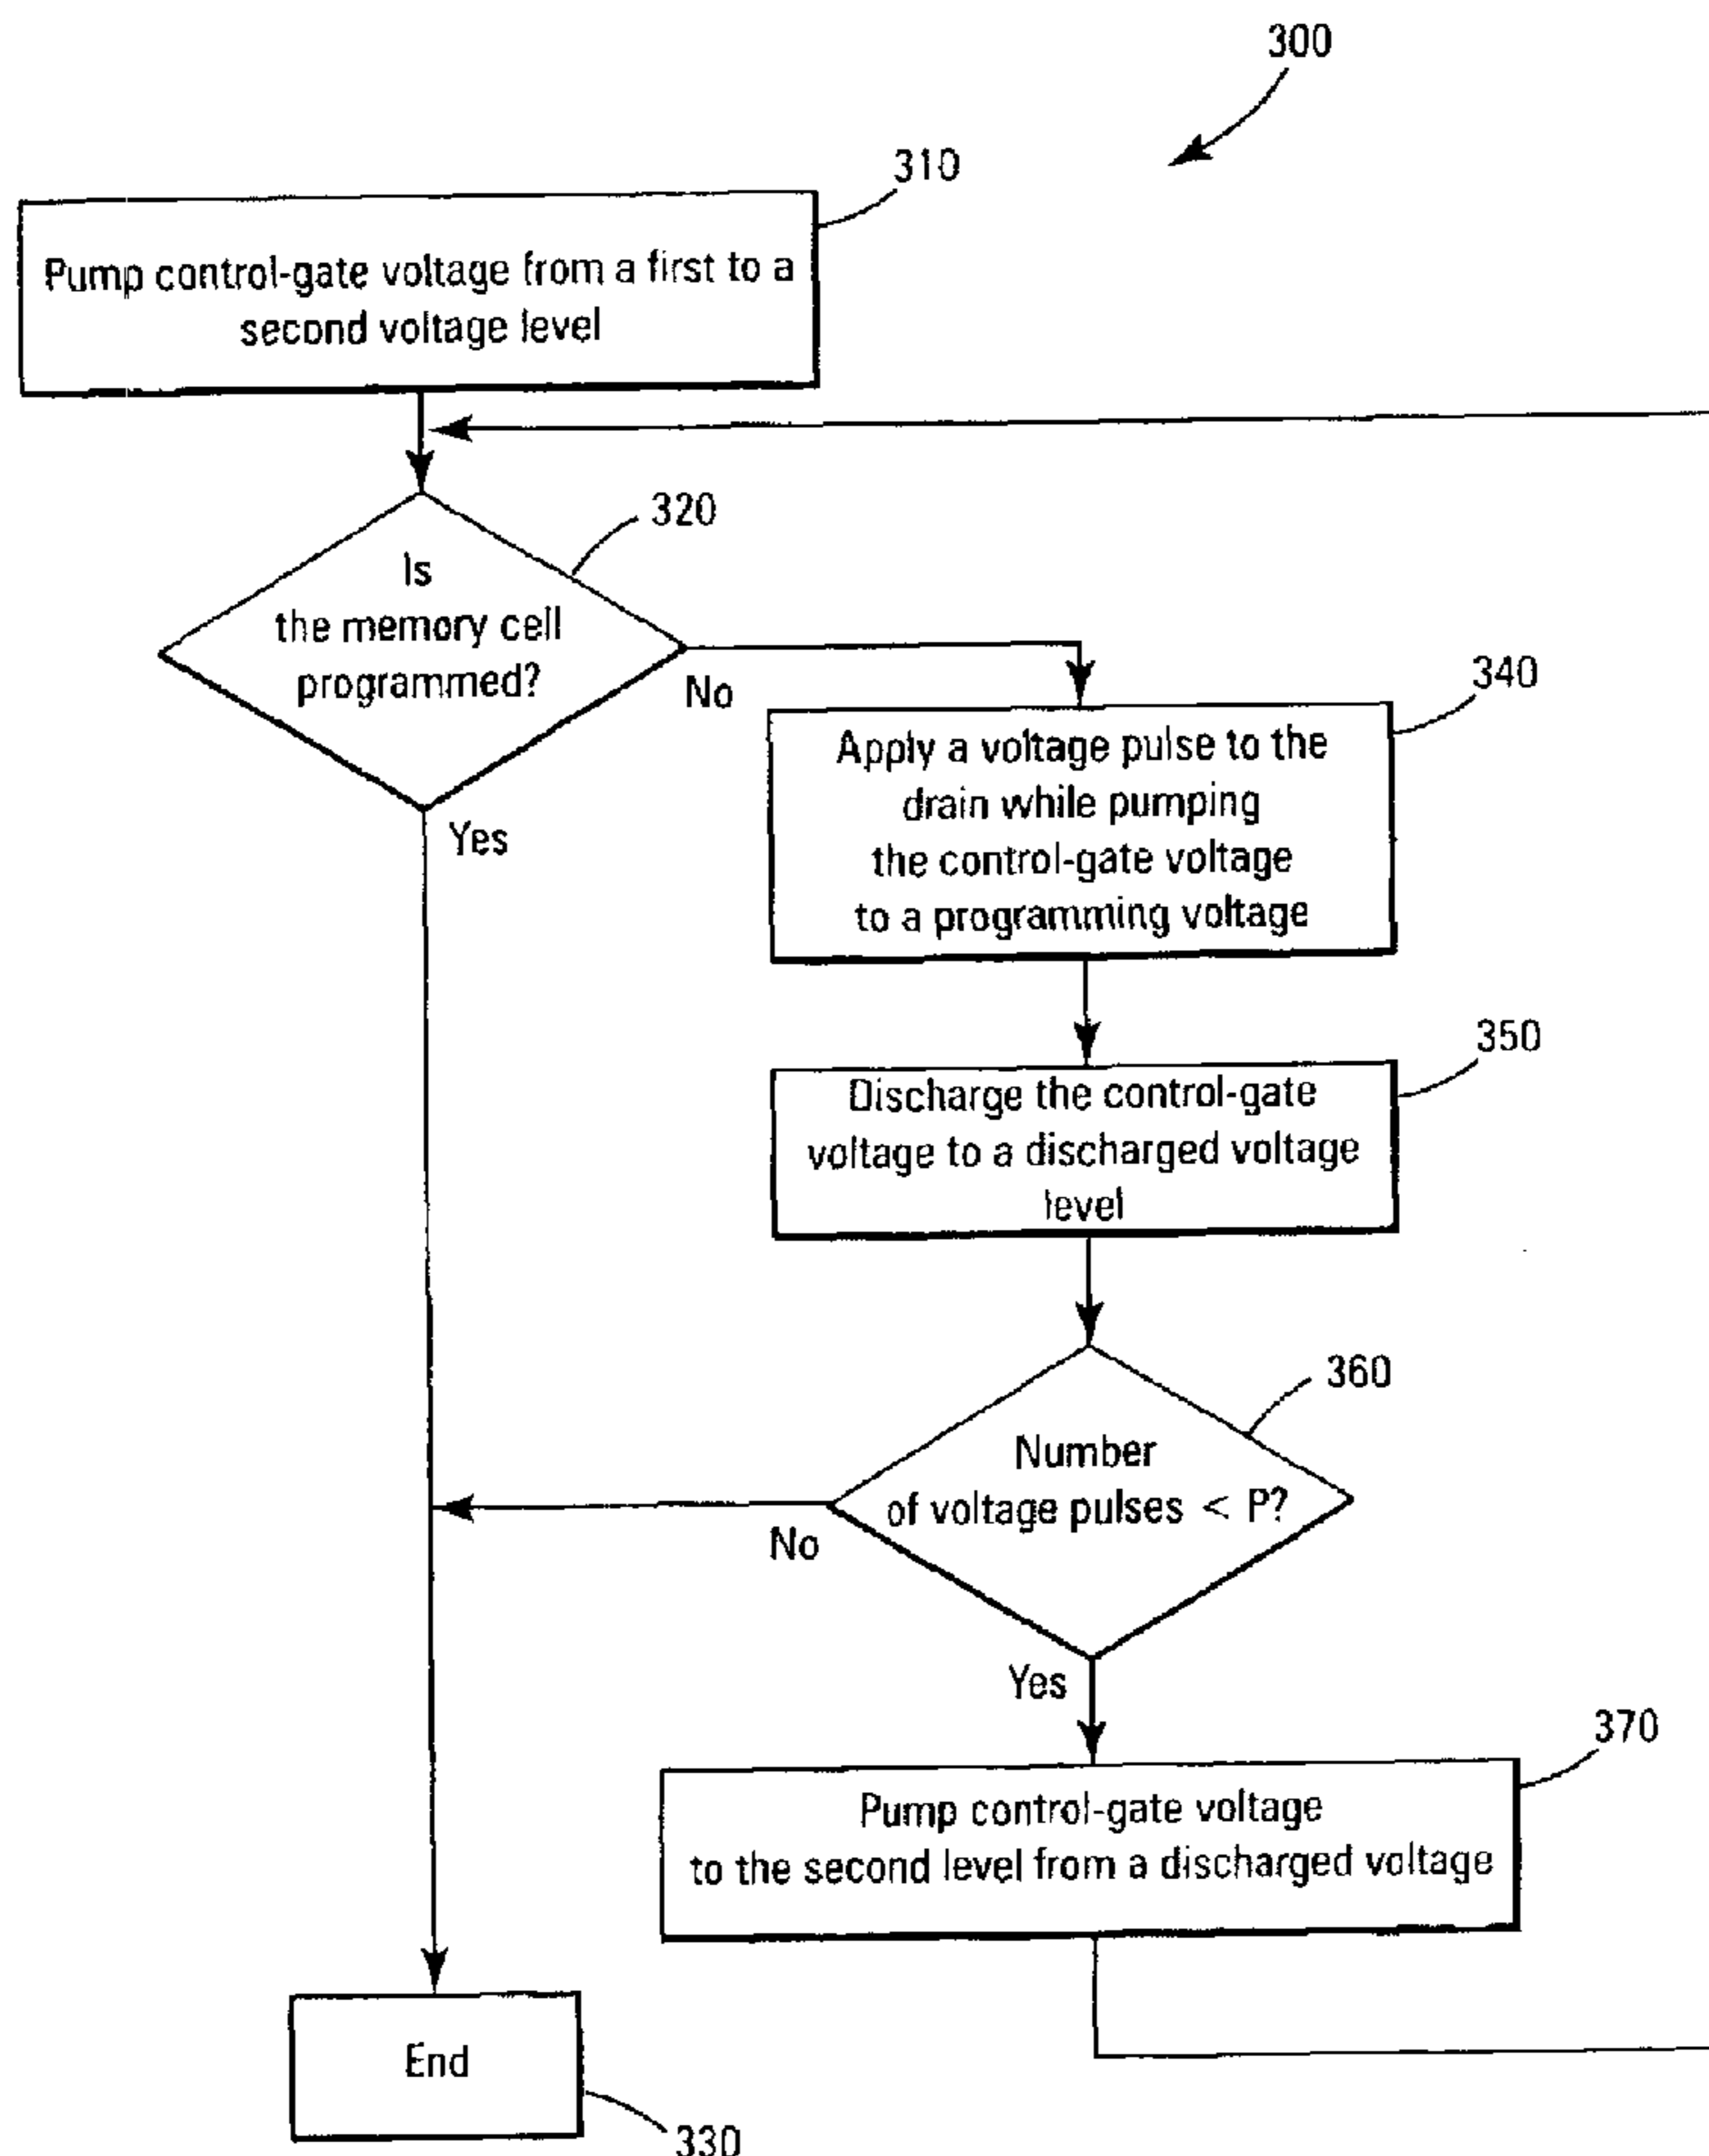 300
310
Pump control-gate voltage from a first to a
second voltage level
320
Is
the memory cell
programmed?
No
Yes
340
Apply a voltage pulse to the
drain while pumping
the control-gate voltage
to a programming voltage
350
Discharge the control-gate
voltage to a discharged voltage
level
360
Number
of voltage pulses < P?
No
Yes
370
Pump control-gate voltage
to the second level from a discharged voltage
End
330